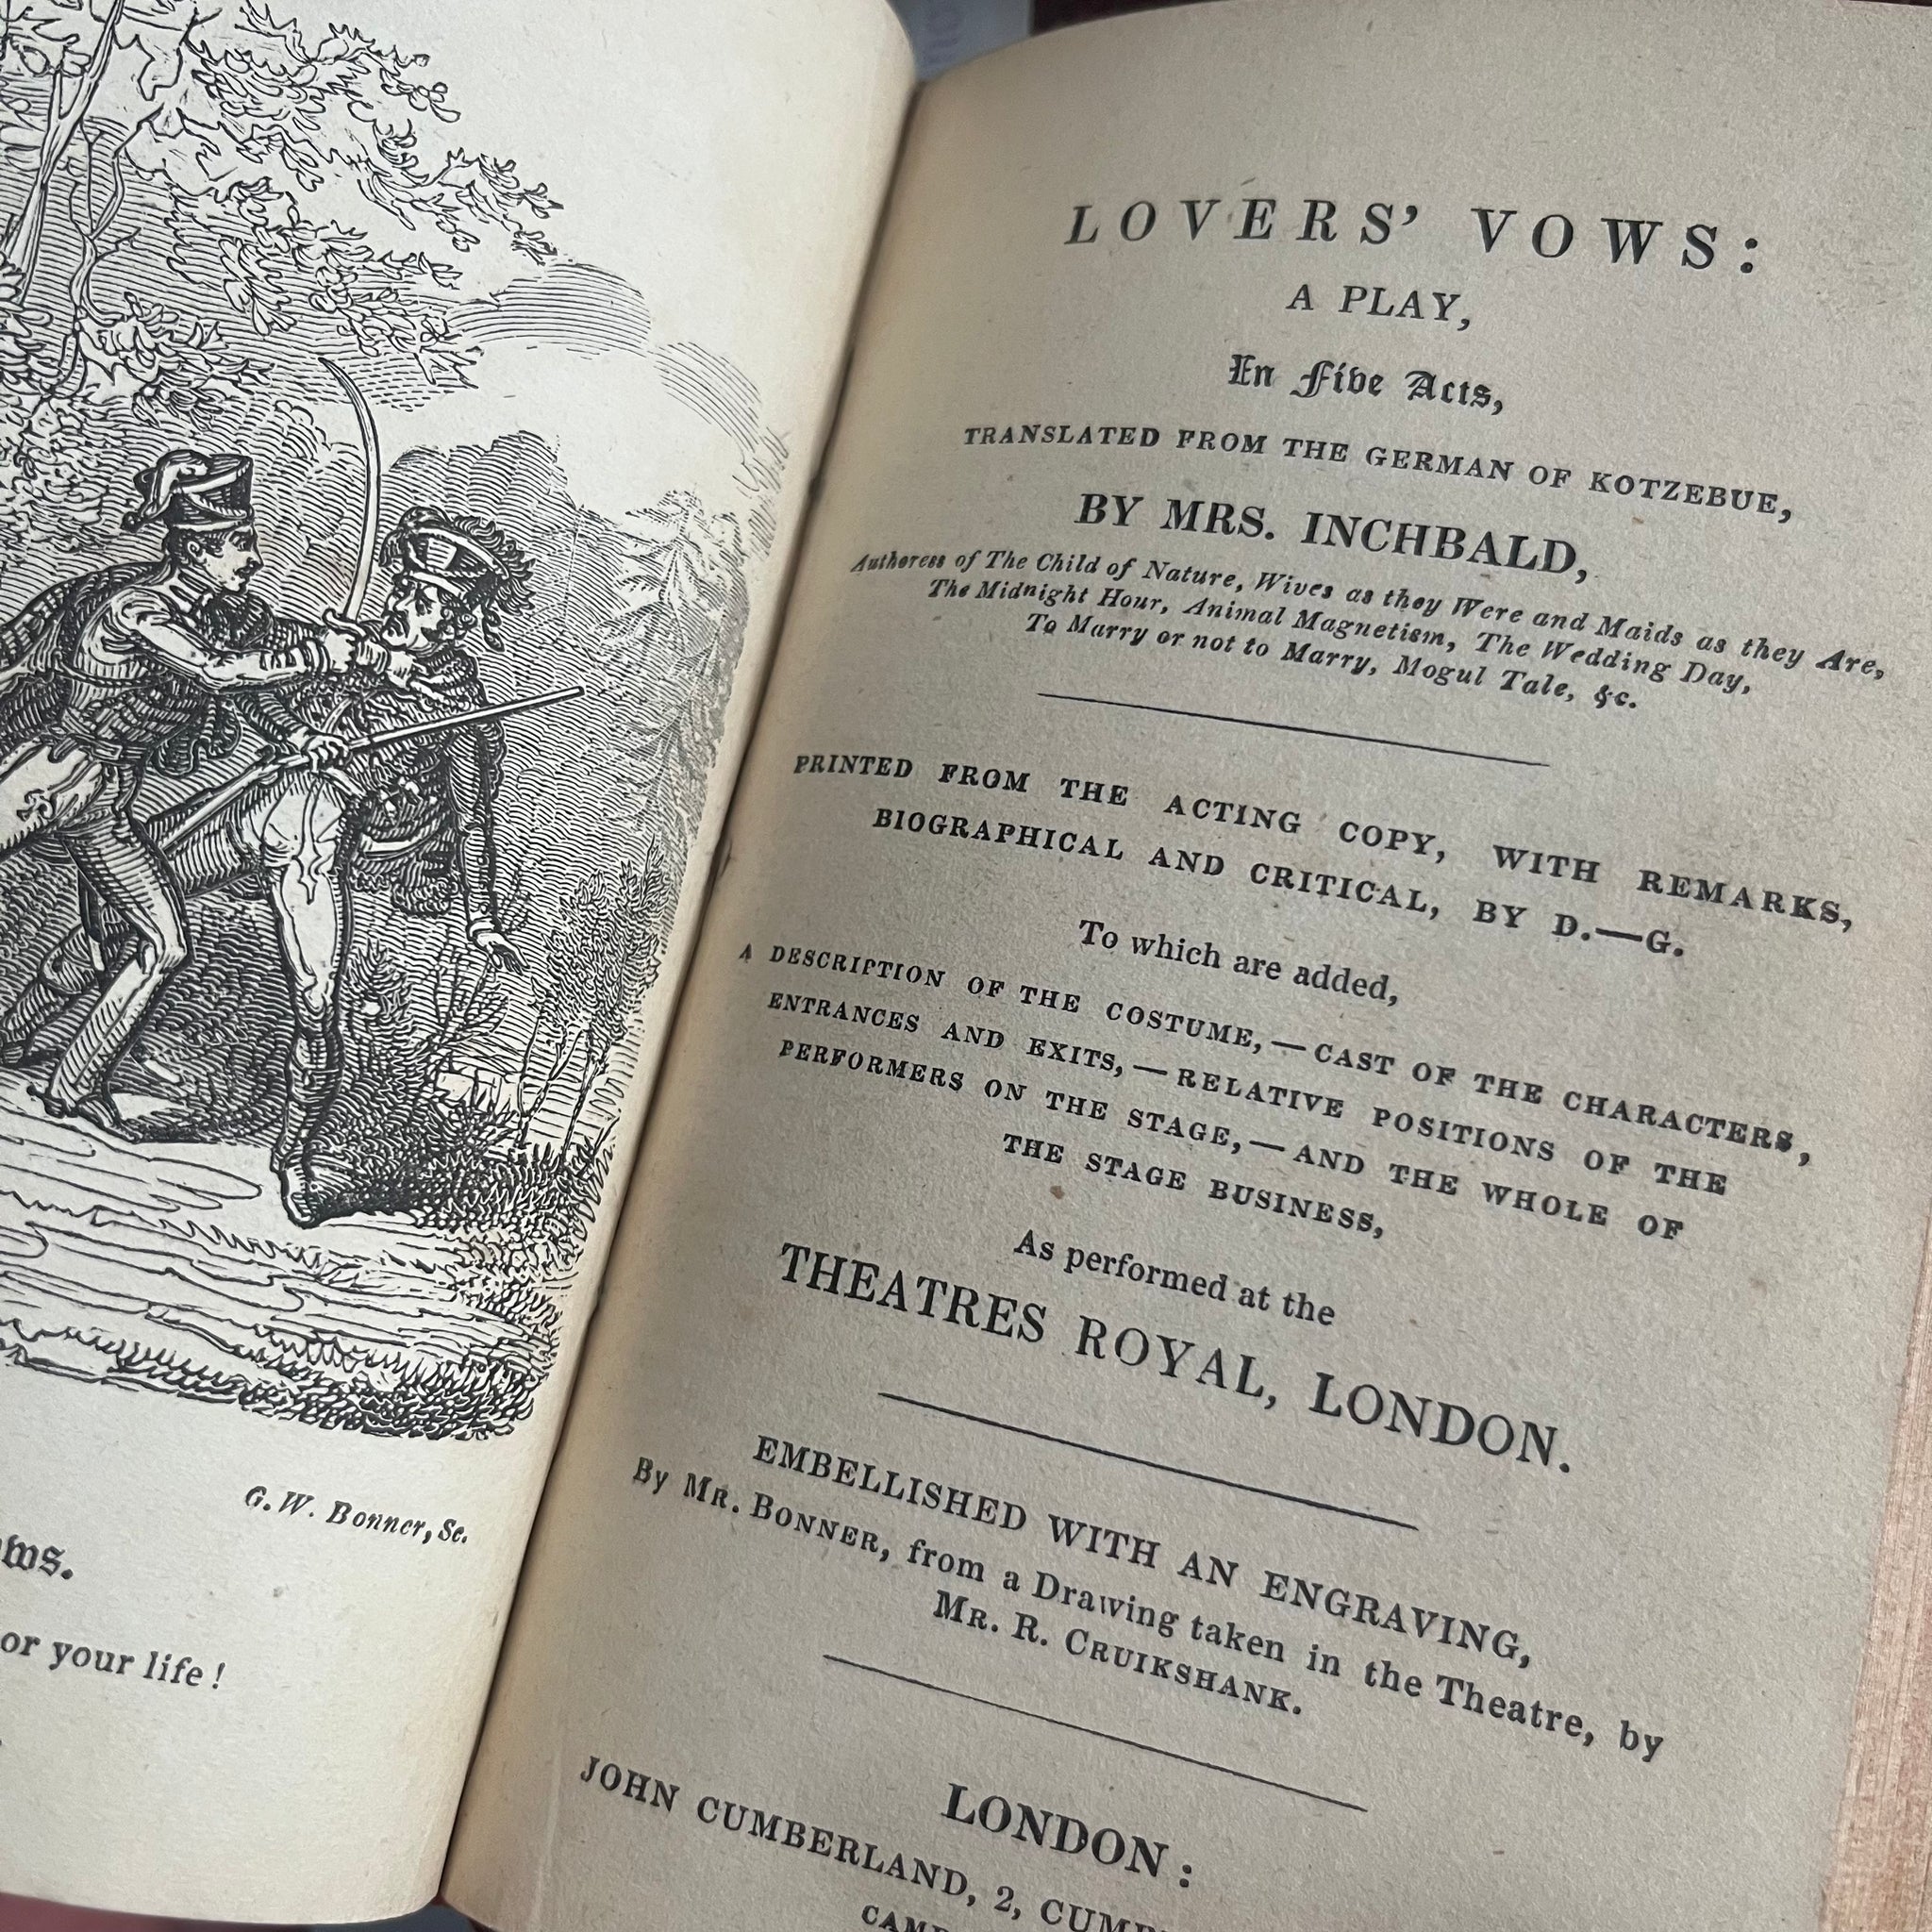 G. W. Bonner, Sc.
or your life!
LOVERS' VOWS:
A PLAY,
In Five Acts,
TRANSLATED FROM THE GERMAN OF KOTZEBUE,
BY MRS. INCHBALD,
Authoress of The Child of Nature, Wives as they Were and Maids as they Are,
The Midnight Hour, Animal Magnetism, The Wedding Day,
To Marry or not to Marry, Mogul Tale, &c.
PRINTED FROM THE ACTING COPY, WITH REMARKS,
BIOGRAPHICAL AND CRITICAL, BY D.—G.
To which are added,
A DESCRIPTION OF THE COSTUME,—CAST OF THE CHARACTERS,
ENTRANCES AND EXITS,—RELATIVE POSITIONS OF THE
PERFORMERS ON THE STAGE,—AND THE WHOLE OF
THE STAGE BUSINESS,
As performed at the
THEATRES ROYAL, LONDON.
EMBELLISHED WITH AN ENGRAVING,
By MR. BONNER, from a Drawing taken in the Theatre, by
MR. R. CRUIKSHANK.
LONDON:
JOHN CUMBERLAND, 2,